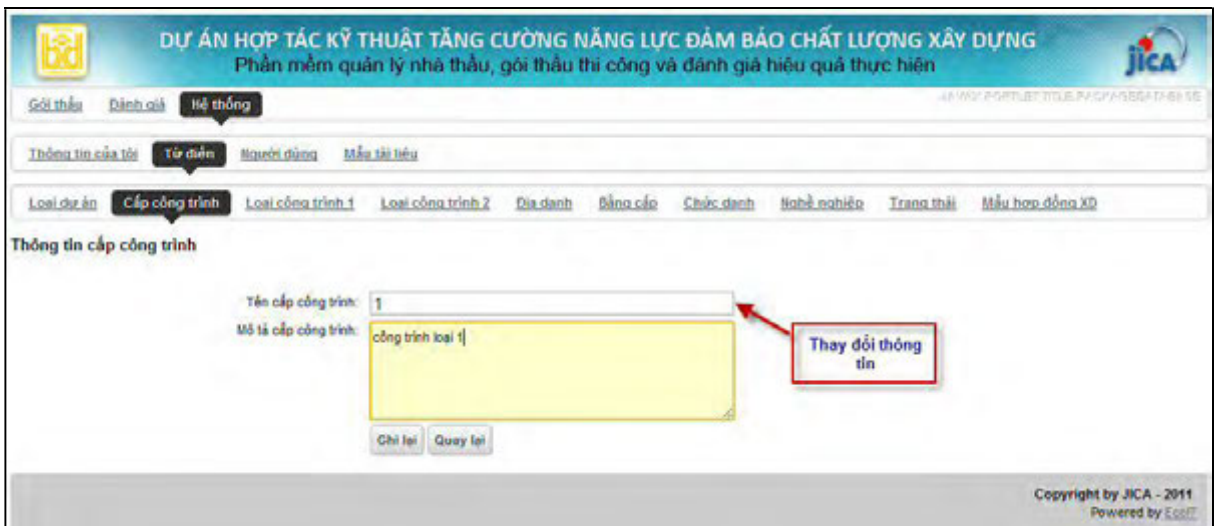 DỰ ÁN HỢP TÁC KỸ THUẬT TĂNG CƯỜNG NĂNG LỰC ĐẢM BẢO CHẤT LƯỢNG XÂY DỰNG
Phần mềm quản lý nhà thầu, gói thầu thi công và đánh giá hiệu quả thực hiện
JICA
Gói thầu Đánh giá Hệ thống
Thông tin của tôi Từ điển Người dùng Mẫu tài liệu
Loại dự án Cấp công trình Loại công trình 1 Loại công trình 2 Địa danh Bằng cấp Chức danh Nghề nghiệp Trạng thái Mẫu hợp đồng XD
Thông tin cấp công trình
Tên cấp công trình: 1
Mô tả cấp công trình: công trình loại 1
Thay đổi thông
tin
Ghi lại Quay lại
Copyright by JICA - 2011
Powered by EcoIT